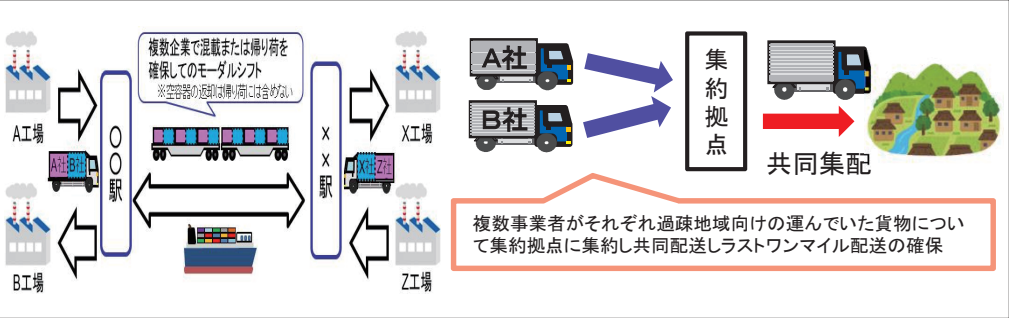 複数企業で混載または帰り荷を
確保してのモーダルシフト
※空容器の返却は帰り荷には含めない
A工場
〇〇駅
A社 B社
B工場
××駅
X社 Z社
X工場
Z工場
A社
B社
集約拠点
共同集配
複数事業者がそれぞれ過疎地域向けの運んでいた貨物につい
て集約拠点に集約し共同配送しラストワンマイル配送の確保